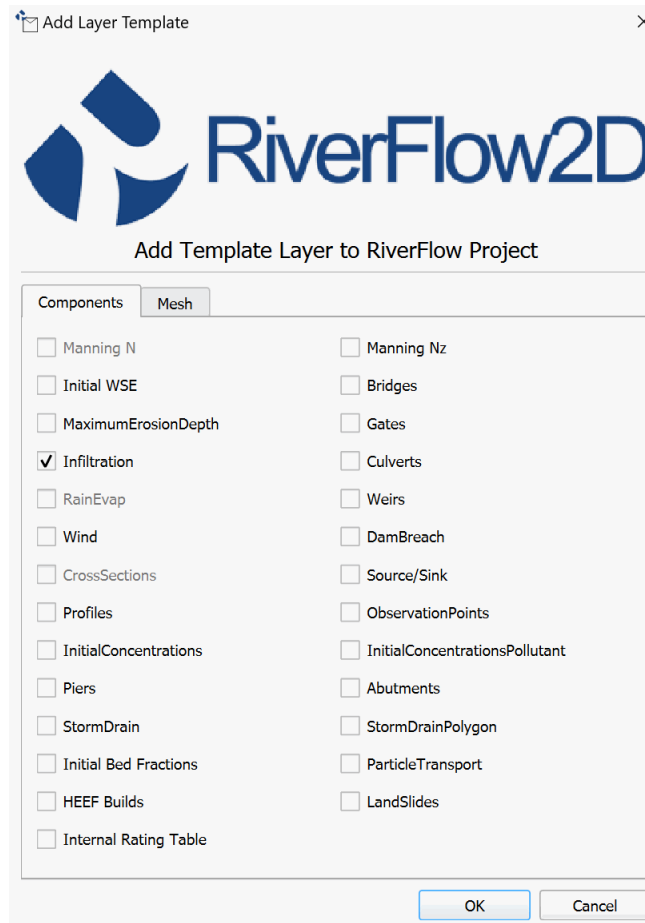 Add Layer Template
RiverFlow2D
Add Template Layer to RiverFlow Project
Components Mesh
Manning N Manning Nz
Initial WSE Bridges
MaximumErosionDepth Gates
Infiltration Culverts
RainEvap Weirs
Wind DamBreach
CrossSections Source/Sink
Profiles ObservationPoints
InitialConcentrations InitialConcentrationsPollutant
Piers Abutments
StormDrain StormDrainPolygon
Initial Bed Fractions ParticleTransport
HEEF Builds LandSlides
Internal Rating Table
OK Cancel